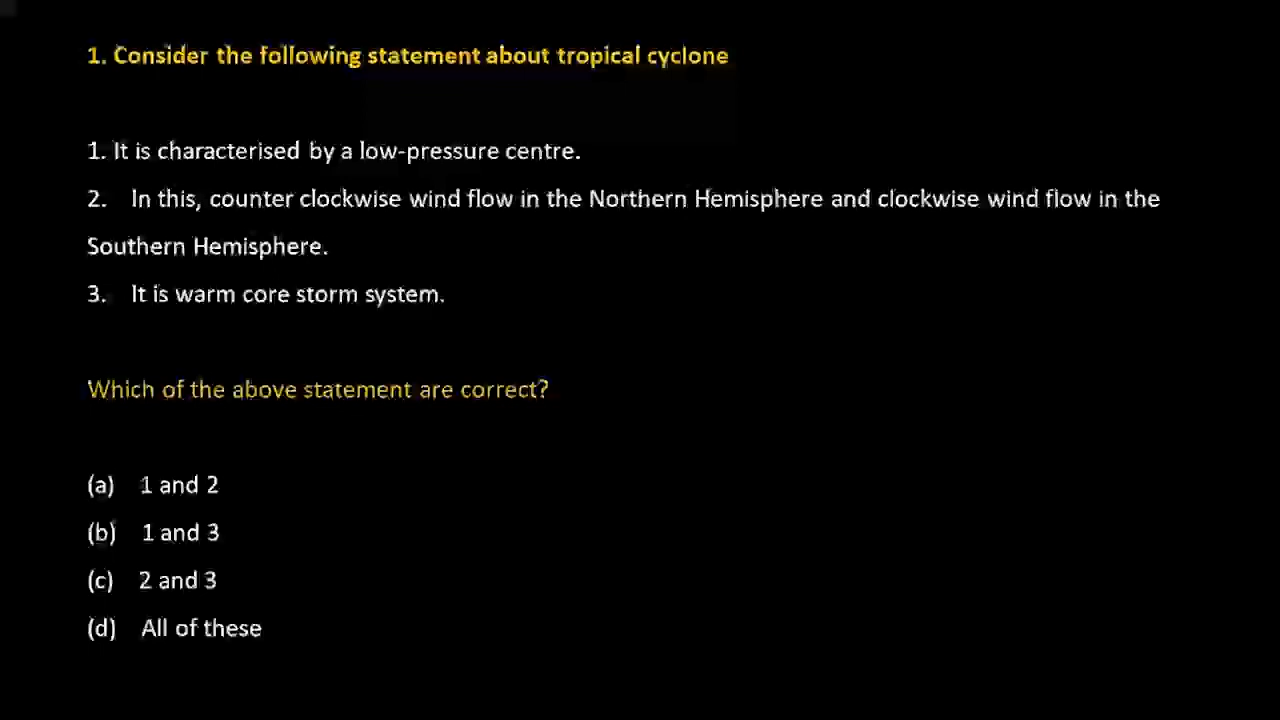 1. Consider the following statement about tropical cyclone
1. It is characterised by a low-pressure centre.
2. In this, counter clockwise wind flow in the Northern Hemisphere and clockwise wind flow in the
Southern Hemisphere.
3. It is warm core storm system.
Which of the above statement are correct?
(a) 1 and 2
(b) 1 and 3
(c) 2 and 3
(d) All of these